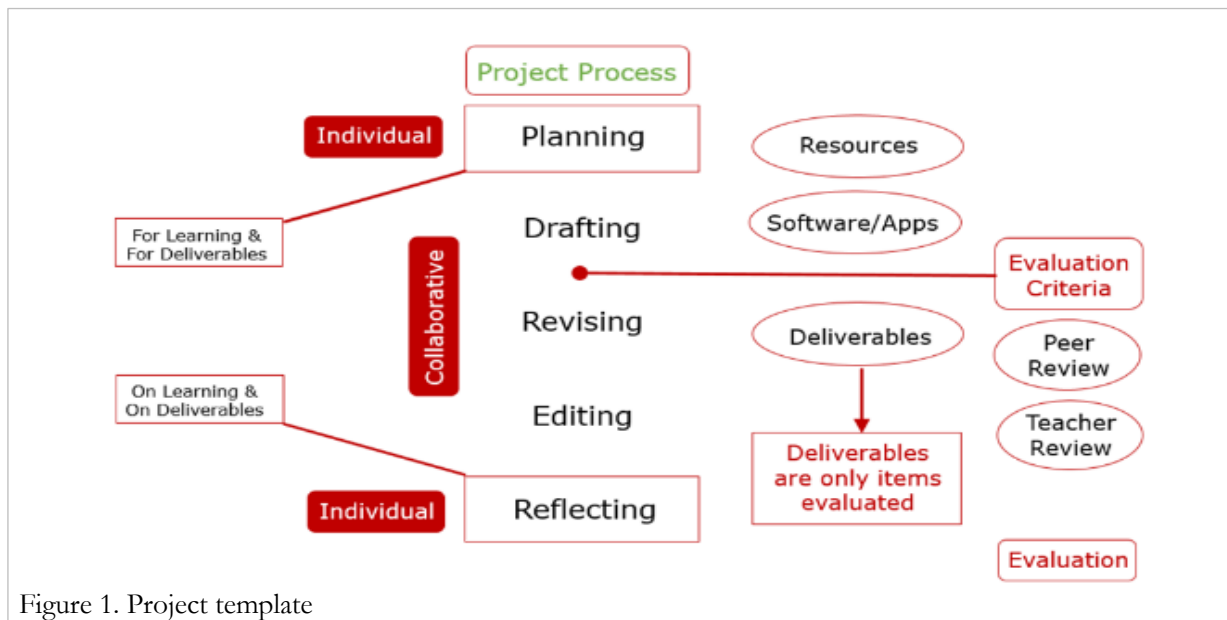 Project Process
Individual
Planning
Resources
For Learning &
For Deliverables
Drafting
Software/Apps
Collaborative
Evaluation
Criteria
Revising
Deliverables
Peer
Review
On Learning &
On Deliverables
Editing
Teacher
Review
Deliverables
are only items
evaluated
Individual
Reflecting
Evaluation
Figure 1. Project template